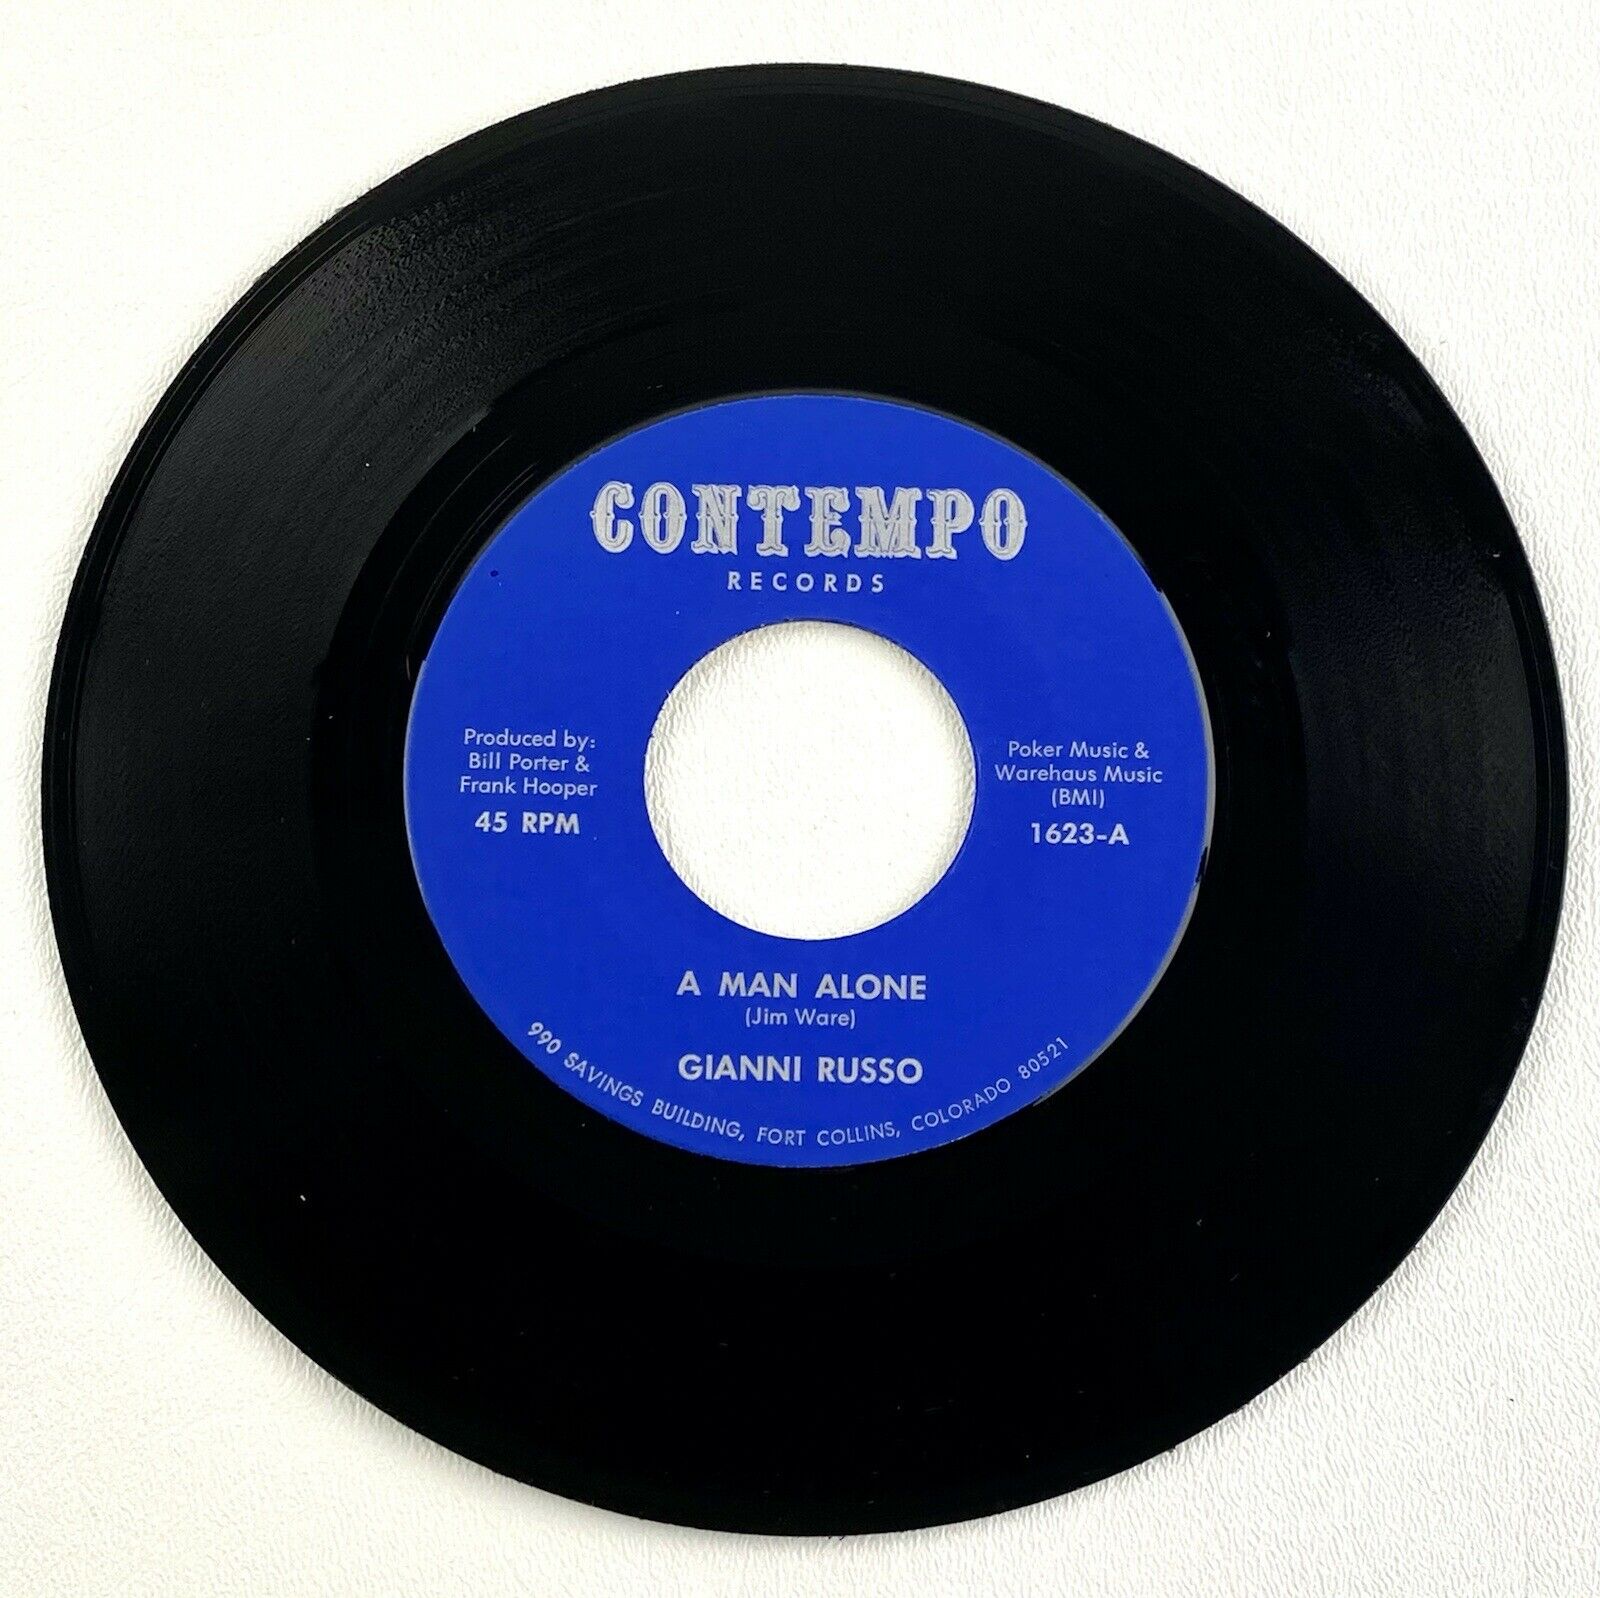 CONTEMPO
RECORDS
Produced by:
Bill Porter &
Frank Hooper
45 RPM
Poker Music &
Warehaus Music
(BMI)
1623-A
A MAN ALONE
(Jim Ware)
GIANNI RUSSO
990 SAVINGS BUILDING, FORT COLLINS, COLORADO 80521